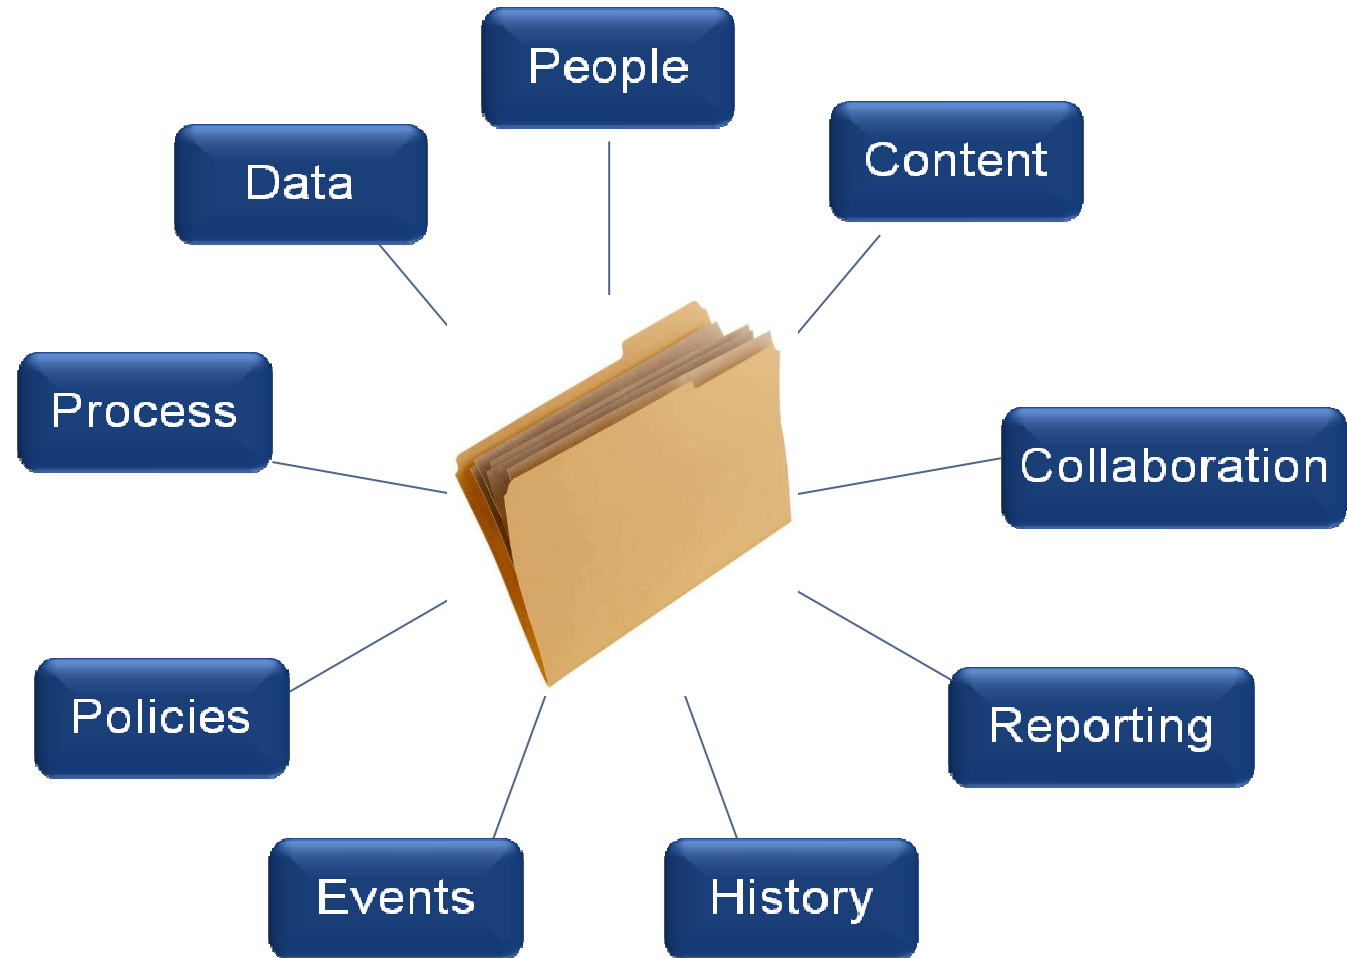 People
Content
Data
Process
Collaboration
Policies
Reporting
Events
History